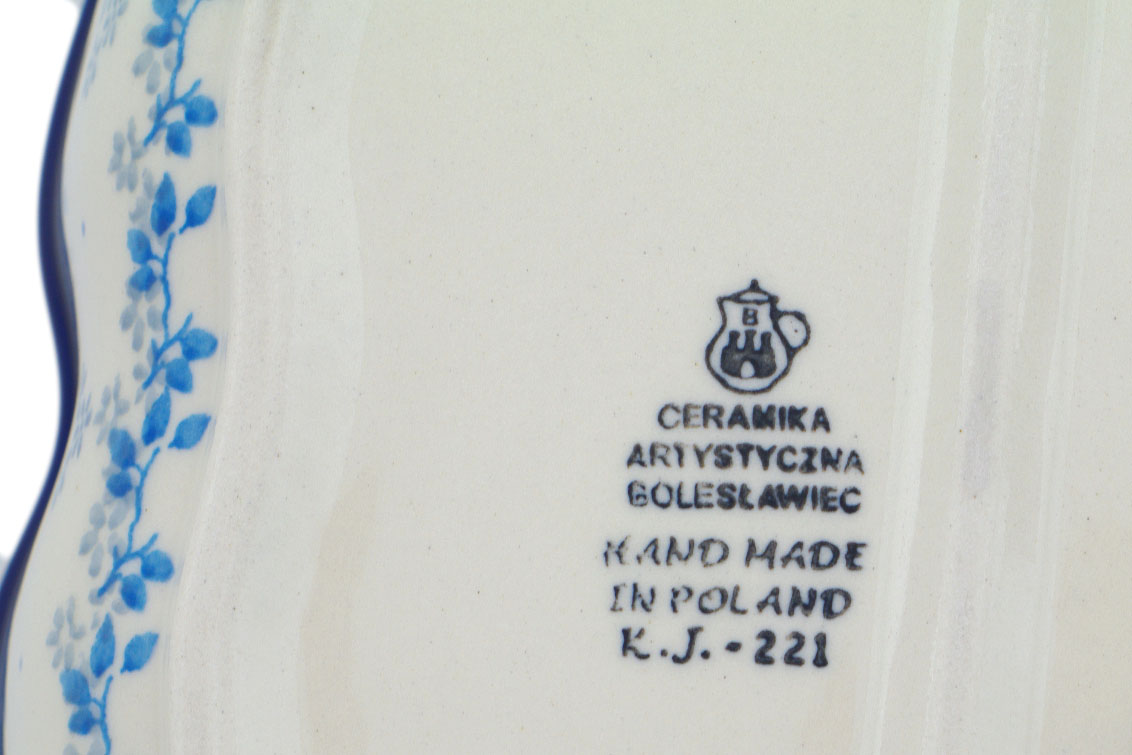 B
CERAMIKA
ARTYSTYCZNA
BOLESŁAWIEC
HAND MADE
IN POLAND
K.J.-221